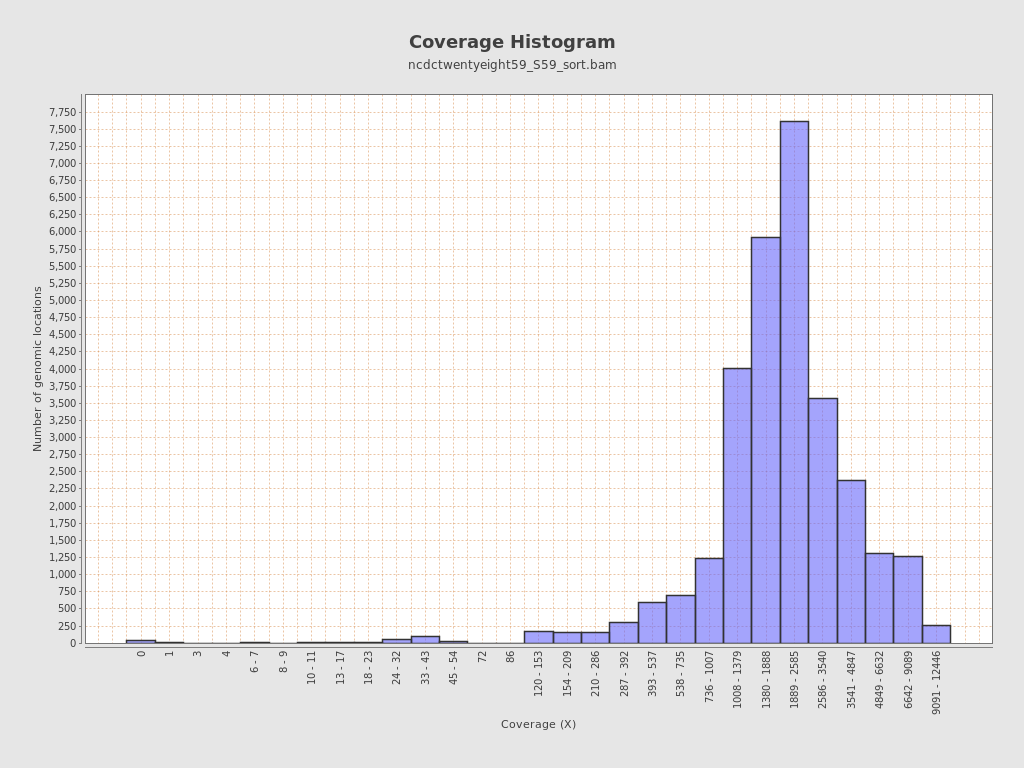 Coverage Histogram
ncdctwentyeight59_S59_sort.bam
Number of genomic locations
7,750
7,500
7,250
7,000
6,750
6,500
6,250
6,000
5,750
5,500
5,250
5,000
4,750
4,500
4,250
4,000
3,750
3,500
3,250
3,000
2,750
2,500
2,250
2,000
1,750
1,500
1,250
1,000
750
500
250
0
0
1
3
4
6 - 7
8 - 9
10 - 11
13 - 17
18 - 23
24 - 32
33 - 43
45 - 54
72
86
120 - 153
154 - 209
210 - 286
287 - 392
393 - 537
538 - 735
736 - 1007
1008 - 1379
1380 - 1888
1889 - 2585
2586 - 3540
3541 - 4847
4849 - 6632
6642 - 9089
9091 - 12446
Coverage (X)